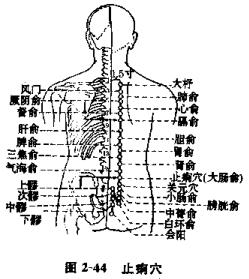 1.5寸
风门
厥阴俞
督俞
肝俞
脾俞
三焦俞
气海俞
上髎
次髎
中髎
下髎
大杼
肺俞
心俞
膈俞
胆俞
胃俞
肾俞
止痢穴(大肠俞)
关元穴
小肠俞
膀胱俞
中膂俞
白环俞
会阳
图 2-44 止痢穴